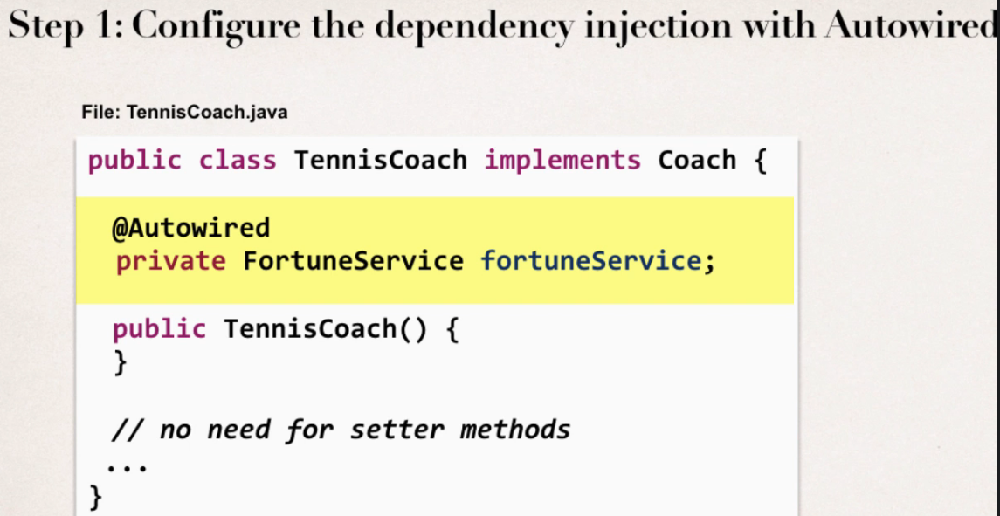 Step 1: Configure the dependency injection with Autowired
File: TennisCoach.java
public class TennisCoach implements Coach {
@Autowired
private FortuneService fortuneService;
public TennisCoach() {
}
// no need for setter methods
...
}